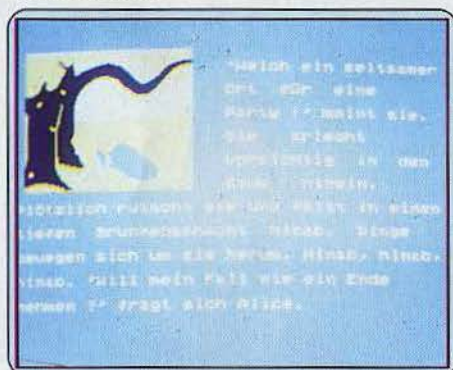 "Welch ein seltsamer
Ort für eine
Party ?" meint sie.
Sie kriecht
vorsichtig in den
Bau hinein.
Plötzlich rutscht sie und fällt in einen
tiefen Brunnenschacht hinab. Dinge
bewegen sich um sie herum. Hinab, hinab,
hinab. "Will mein Fall nie ein Ende
nehmen ?" fragt sich Alice.